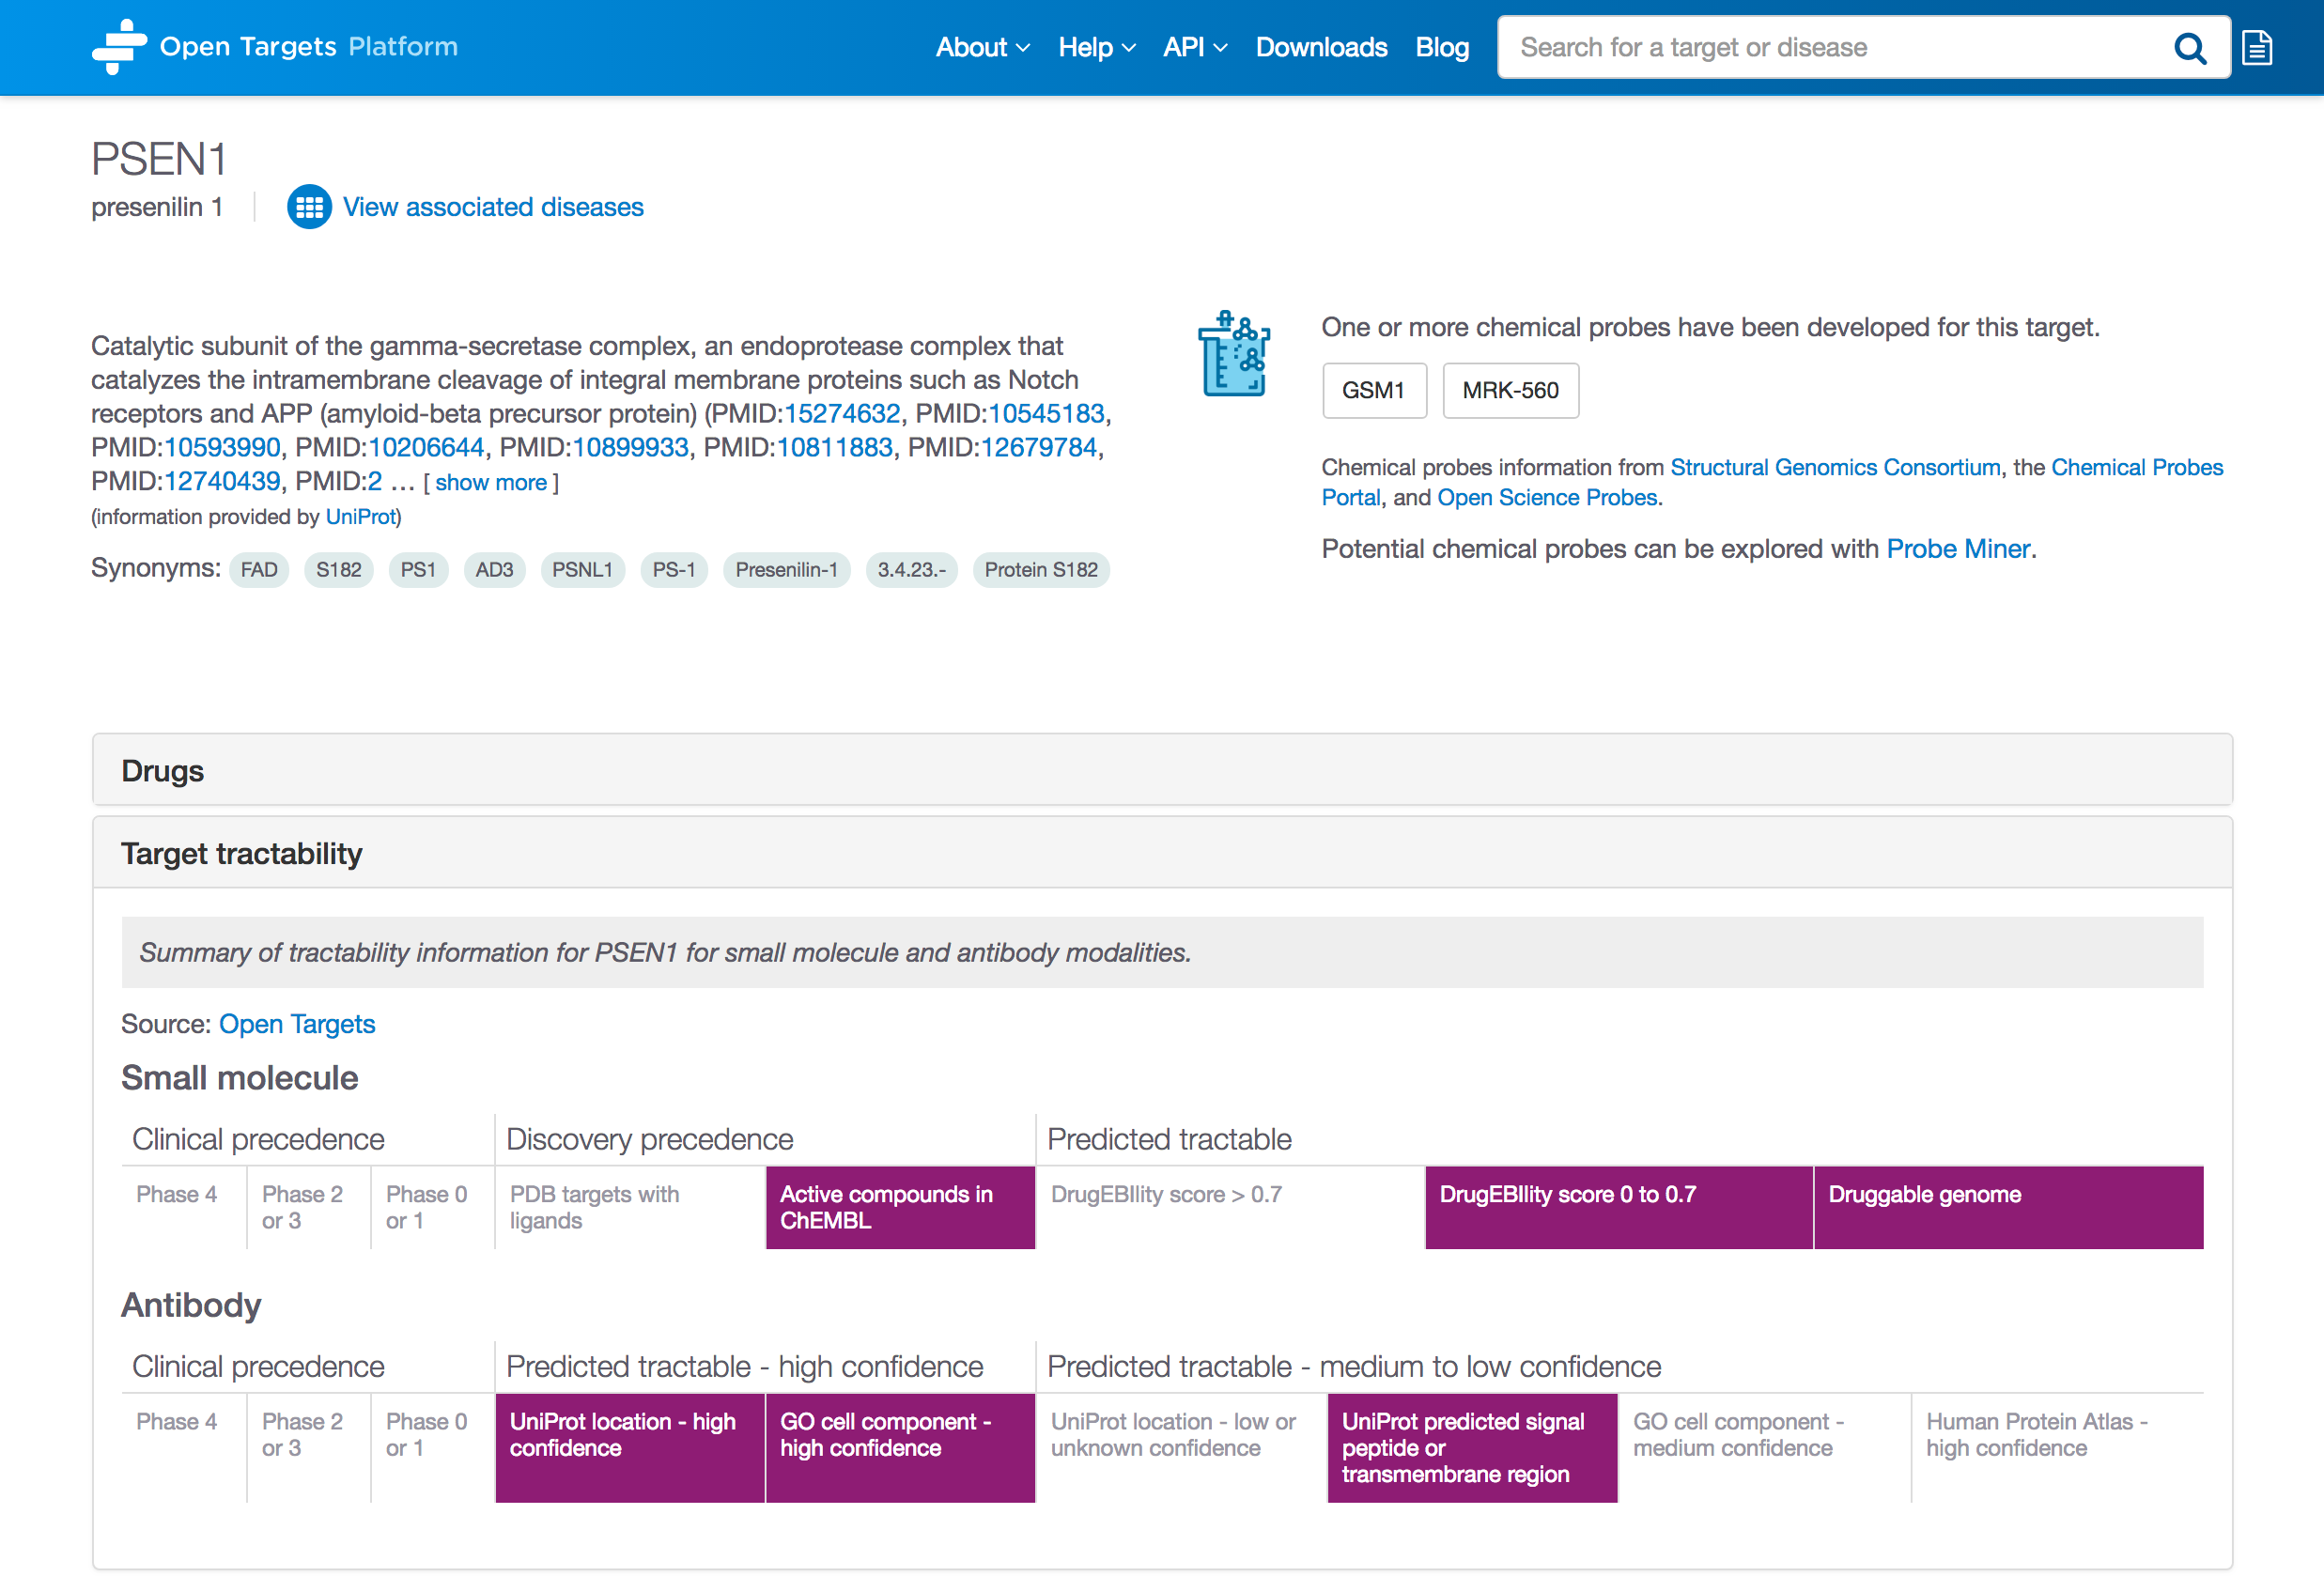 Open Targets Platform
About Help API Downloads Blog Search for a target or disease
PSEN1
presenilin 1 View associated diseases
Catalytic subunit of the gamma-secretase complex, an endoprotease complex that
catalyzes the intramembrane cleavage of integral membrane proteins such as Notch
receptors and APP (amyloid-beta precursor protein) (PMID:15274632, PMID:10545183,
PMID:10593990, PMID:10206644, PMID:10899933, PMID:10811883, PMID:12679784,
PMID:12740439, PMID:2 … [ show more ]
(information provided by UniProt)
Synonyms: FAD S182 PS1 AD3 PSNL1 PS-1 Presenilin-1 3.4.23.- Protein S182
One or more chemical probes have been developed for this target.
GSM1 MRK-560
Chemical probes information from Structural Genomics Consortium, the Chemical Probes
Portal, and Open Science Probes.
Potential chemical probes can be explored with Probe Miner.
Drugs
Target tractability
Summary of tractability information for PSEN1 for small molecule and antibody modalities.
Source: Open Targets
Small molecule
Clinical precedence Discovery precedence Predicted tractable
Phase 4 Phase 2 Phase 0 PDB targets with Active compounds in DrugEBIlity score > 0.7 DrugEBIlity score 0 to 0.7 Druggable genome
or 3 or 1 ligands ChEMBL
Antibody
Clinical precedence Predicted tractable - high confidence Predicted tractable - medium to low confidence
Phase 4 Phase 2 Phase 0 UniProt location - high GO cell component - UniProt location - low or UniProt predicted signal GO cell component - Human Protein Atlas -
or 3 or 1 confidence high confidence unknown confidence peptide or medium confidence high confidence
transmembrane region